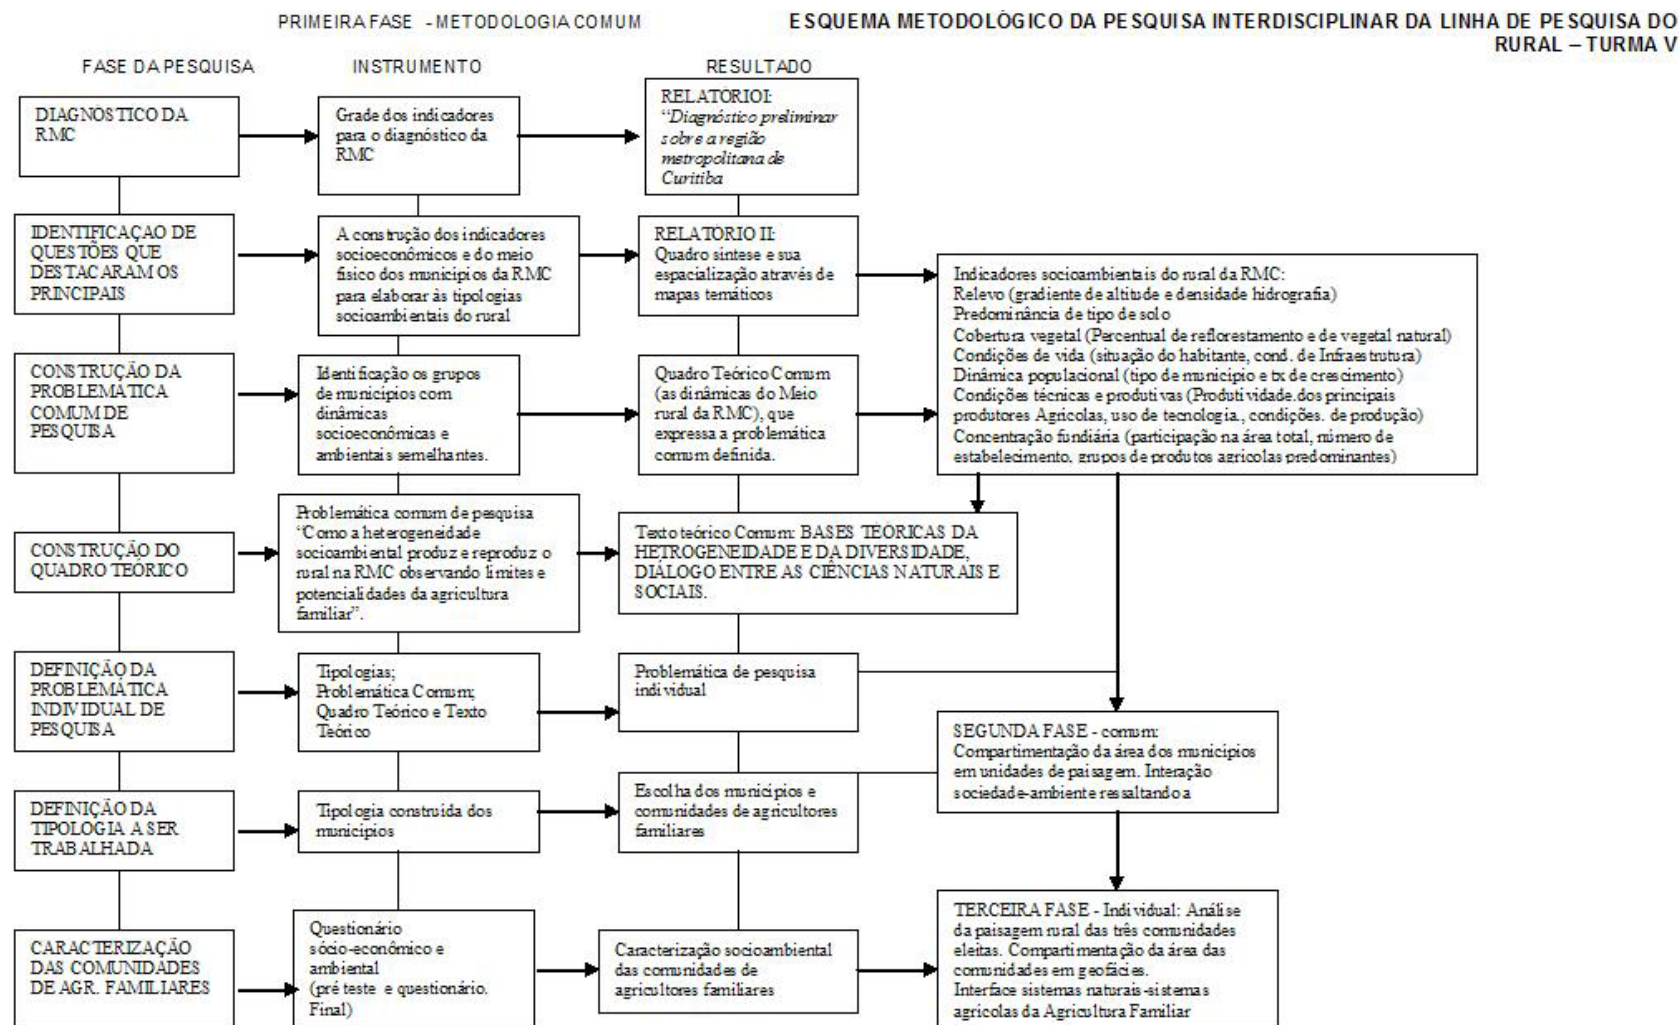 PRIMEIRA FASE - METODOLOGIA COMUM
ESQUEMA METODOLÓGICO DA PESQUISA INTERDISCIPLINAR DA LINHA DE PESQUISA DO
RURAL – TURMA V
FASE DA PESQUISA
INSTRUMENTO
RESULTADO
DIAGNÓSTICO DA
RMC
Grade dos indicadores
para o diagnóstico da
RMC
RELATÓRIO I:
“Diagnóstico preliminar
sobre a região
metropolitana de
Curitiba
IDENTIFICAÇAO DE
QUESTÕES QUE
DESTACARAM OS
PRINCIPAIS
A construção dos indicadores
socioeconômicos e do meio
físico dos municípios da RMC
para elaborar às tipologias
socioambientais do rural
RELATÓRIO II:
Quadro síntese e sua
espacialização através de
mapas temáticos
Indicadores socioambientais do rural da RMC:
Relevo (gradiente de altitude e densidade hidrografia)
Predominância de tipo de solo
Cobertura vegetal (Percentual de reflorestamento e de vegetal natural)
Condições de vida (situação do habitante, cond. de Infraestrutura)
Dinâmica populacional (tipo de município e tx de crescimento)
Condições técnicas e produtivas (Produtividade.dos principais
produtores Agrícolas, uso de tecnologia., condições. de produção)
Concentração fundiária (participação na área total, número de
estabelecimento, grupos de produtos agrícolas predominantes)
CONSTRUÇÃO DA
PROBLEMÁTICA
COMUM DE
PESQUISA
Identificação os grupos
de municípios com
dinâmicas
socioeconômicas e
ambientais semelhantes.
Quadro Teórico Comum
(as dinâmicas do Meio
rural da RMC), que
expressa a problemática
comum definida.
CONSTRUÇÃO DO
QUADRO TEÓRICO
Problemática comum de pesquisa
“Como a heterogeneidade
socioambiental produz e reproduz o
rural na RMC observando limites e
potencialidades da agricultura
familiar”.
Texto teórico Comum: BASES TEÓRICAS DA
HETROGENEIDADE E DA DIVERSIDADE,
DIÁLOGO ENTRE AS CIÊNCIAS NATURAIS E
SOCIAIS.
DEFINIÇÃO DA
PROBLEMÁTICA
INDIVIDUAL DE
PESQUISA
Tipologias;
Problemática Comum;
Quadro Teórico e Texto
Teórico
Problemática de pesquisa
individual
SEGUNDA FASE - comum:
Compartimentação da área dos municípios
em unidades de paisagem. Interação
sociedade-ambiente ressaltando a
DEFINIÇÃO DA
TIPOLOGIA A SER
TRABALHADA
Tipologia construída dos
municípios
Escolha dos municípios e
comunidades de agricultores
familiares
CARACTERIZAÇÃO
DAS COMUNIDADES
DE AGR. FAMILIARES
Questionário
sócio-econômico e
ambiental
(pré teste e questionário.
Final)
Caracterização socioambiental
das comunidades de
agricultores familiares
TERCEIRA FASE - Individual: Análise
da paisagem rural das três comunidades
eleitas. Compartimentação da área das
comunidades em geofácies.
Interface sistemas naturais-sistemas
agrícolas da Agricultura Familiar